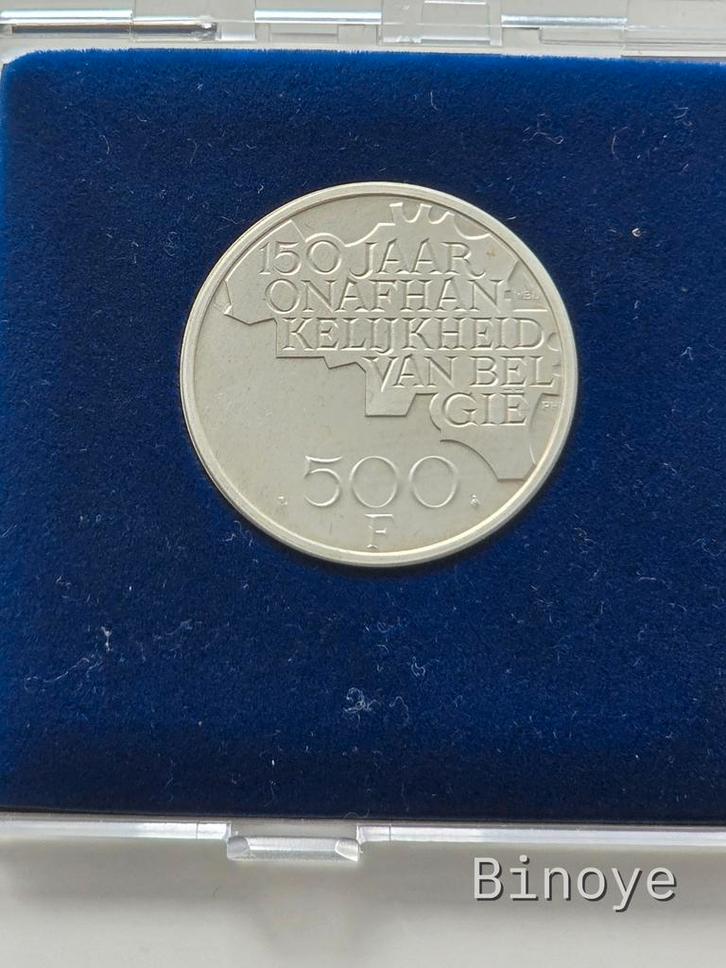 150 JAAR
ONAFHAN-
KELIJKHEID
VAN BEL
GIË
500
F
Binoye